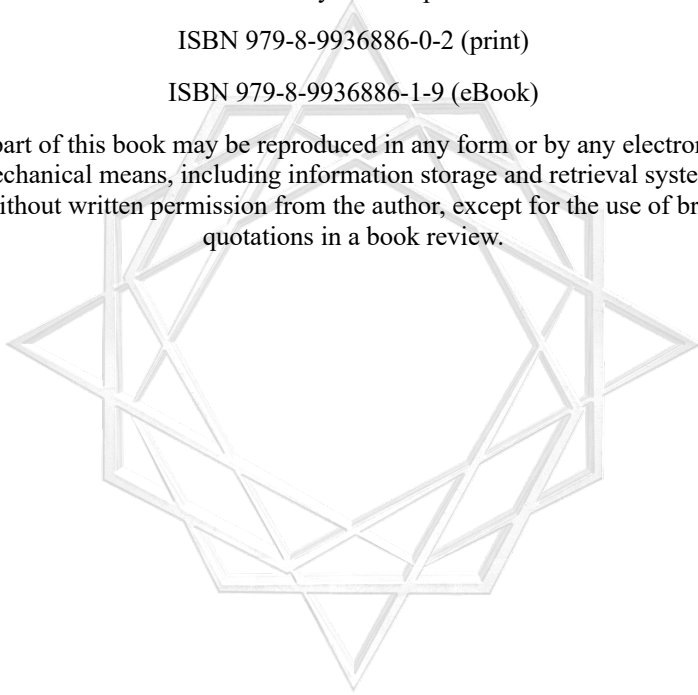 ISBN 979-8-9936886-0-2 (print)
ISBN 979-8-9936886-1-9 (eBook)
part of this book may be reproduced in any form or by any electron
echanical means, including information storage and retrieval syste
ithout written permission from the author, except for the use of br
quotations in a book review.